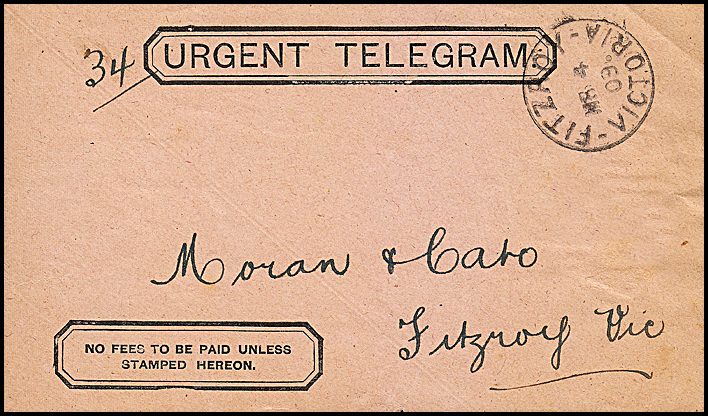 34
URGENT TELEGRAM.
FITZROY - VICTORIA -
MR 4
03
Moran & Cato
Fitzroy Vic
NO FEES TO BE PAID UNLESS
STAMPED HEREON.